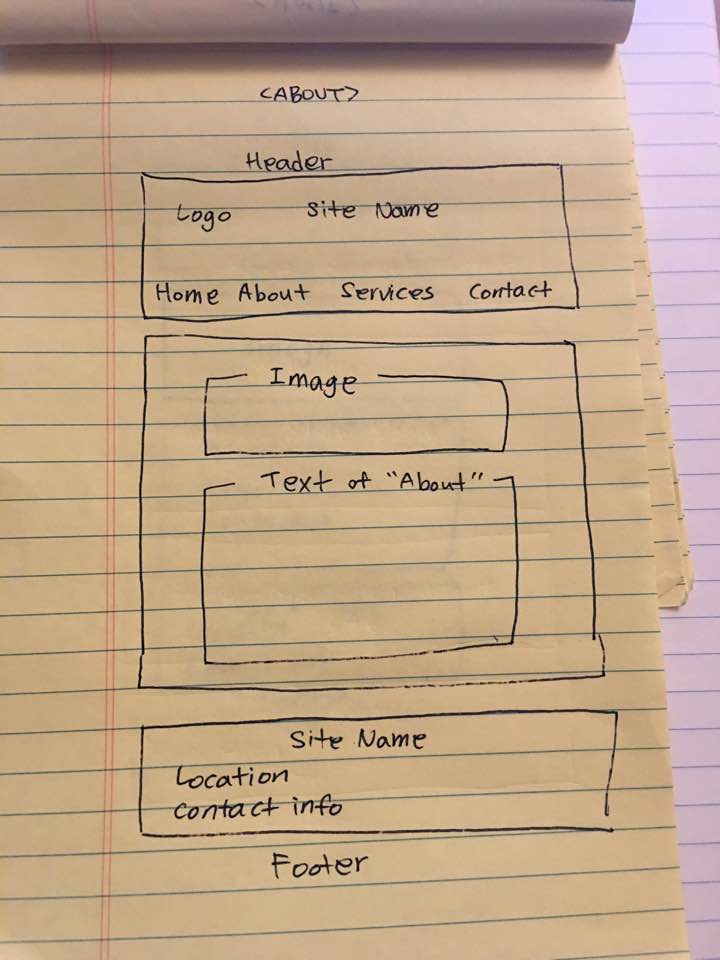 <ABOUT>
Header
Logo Site Name
Home About Services Contact
Image
Text of "About"
Site Name
Location
Contact info
Footer